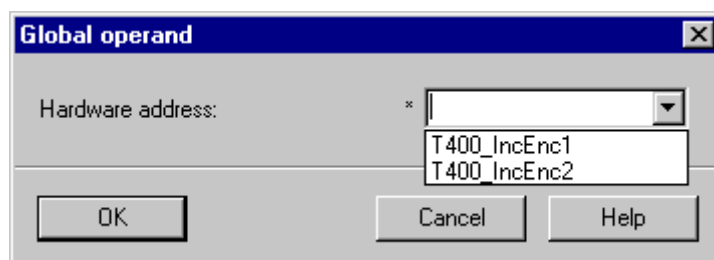 Global operand
Hardware address: *
T400_IncEnc1
T400_IncEnc2
OK Cancel Help